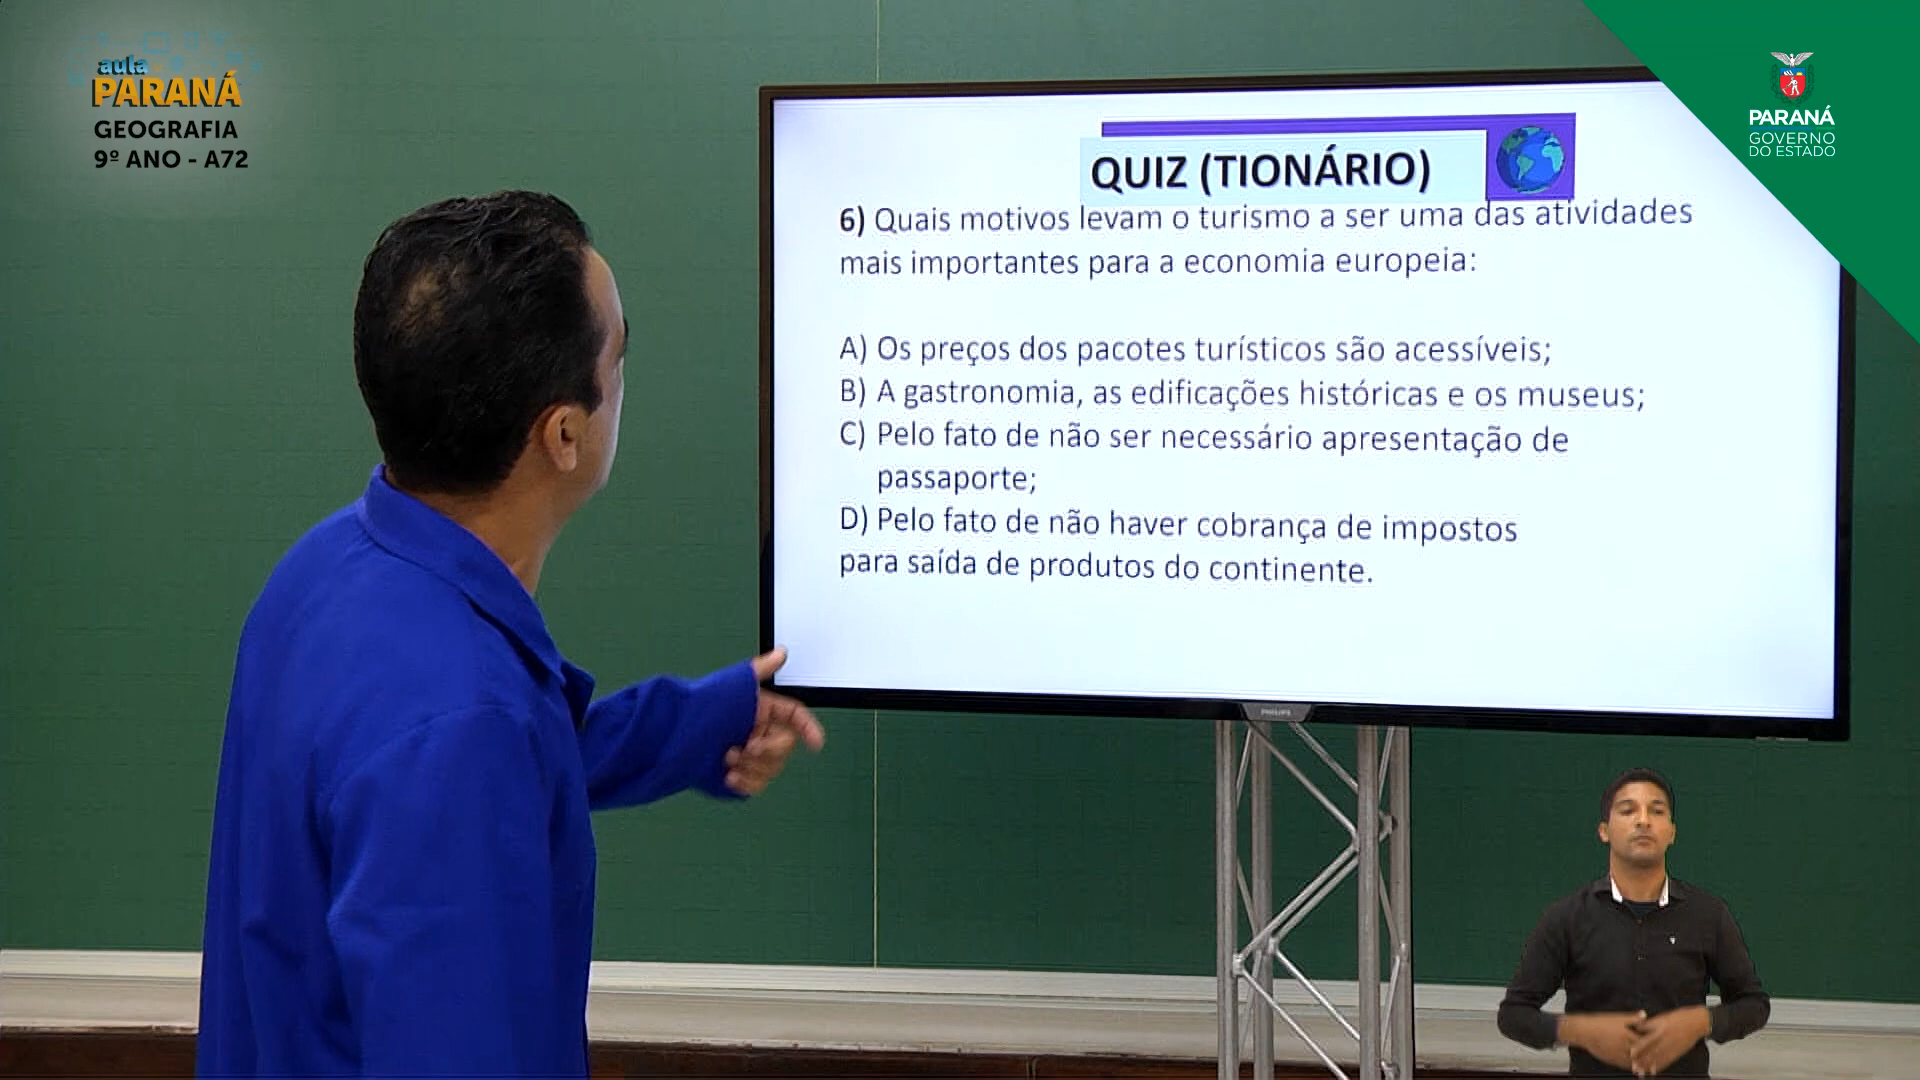 aula
PARANÁ
GEOGRAFIA
9º ANO - A72
PARANÁ
GOVERNO
DO ESTADO
QUIZ (TIONÁRIO)
6) Quais motivos levam o turismo a ser uma das atividades
mais importantes para a economia europeia:
A) Os preços dos pacotes turísticos são acessíveis;
B) A gastronomia, as edificações históricas e os museus;
C) Pelo fato de não ser necessário apresentação de
passaporte;
D) Pelo fato de não haver cobrança de impostos
para saída de produtos do continente.
PHILIPS